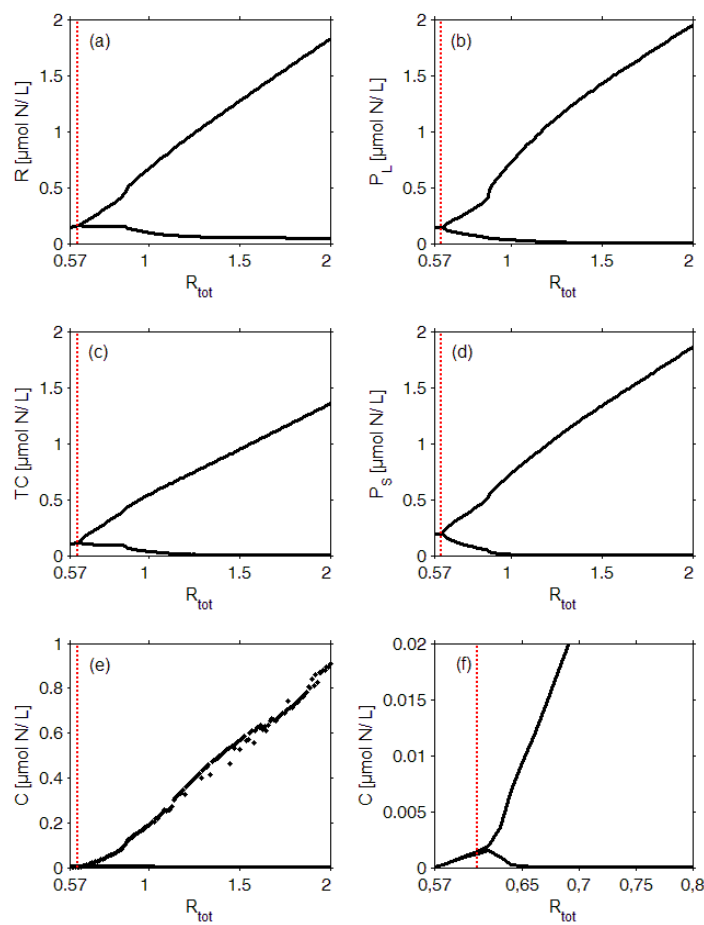 (a)
R [µmol N/ L]
2
1.5
1
0.5
0
0.57 1 1.5 2
R_tot
(b)
P_L [µmol N/ L]
2
1.5
1
0.5
0
0.57 1 1.5 2
R_tot
(c)
TC [µmol N/ L]
2
1.5
1
0.5
0
0.57 1 1.5 2
R_tot
(d)
P_S [µmol N/ L]
2
1.5
1
0.5
0
0.57 1 1.5 2
R_tot
(e)
C [µmol N/ L]
1
0.8
0.6
0.4
0.2
0
0.57 1 1.5 2
R_tot
(f)
C [µmol N/ L]
0.02
0.015
0.01
0.005
0
0,57 0,65 0,7 0,75 0,8
R_tot